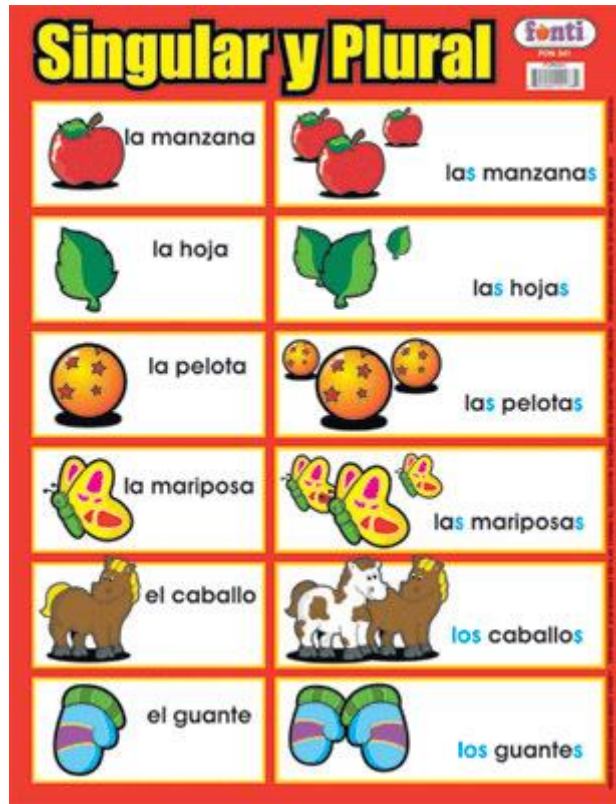 Singular y Plural
fonti
la manzana
las manzanas
la hoja
las hojas
la pelota
las pelotas
la mariposa
las mariposas
el caballo
los caballos
el guante
los guantes